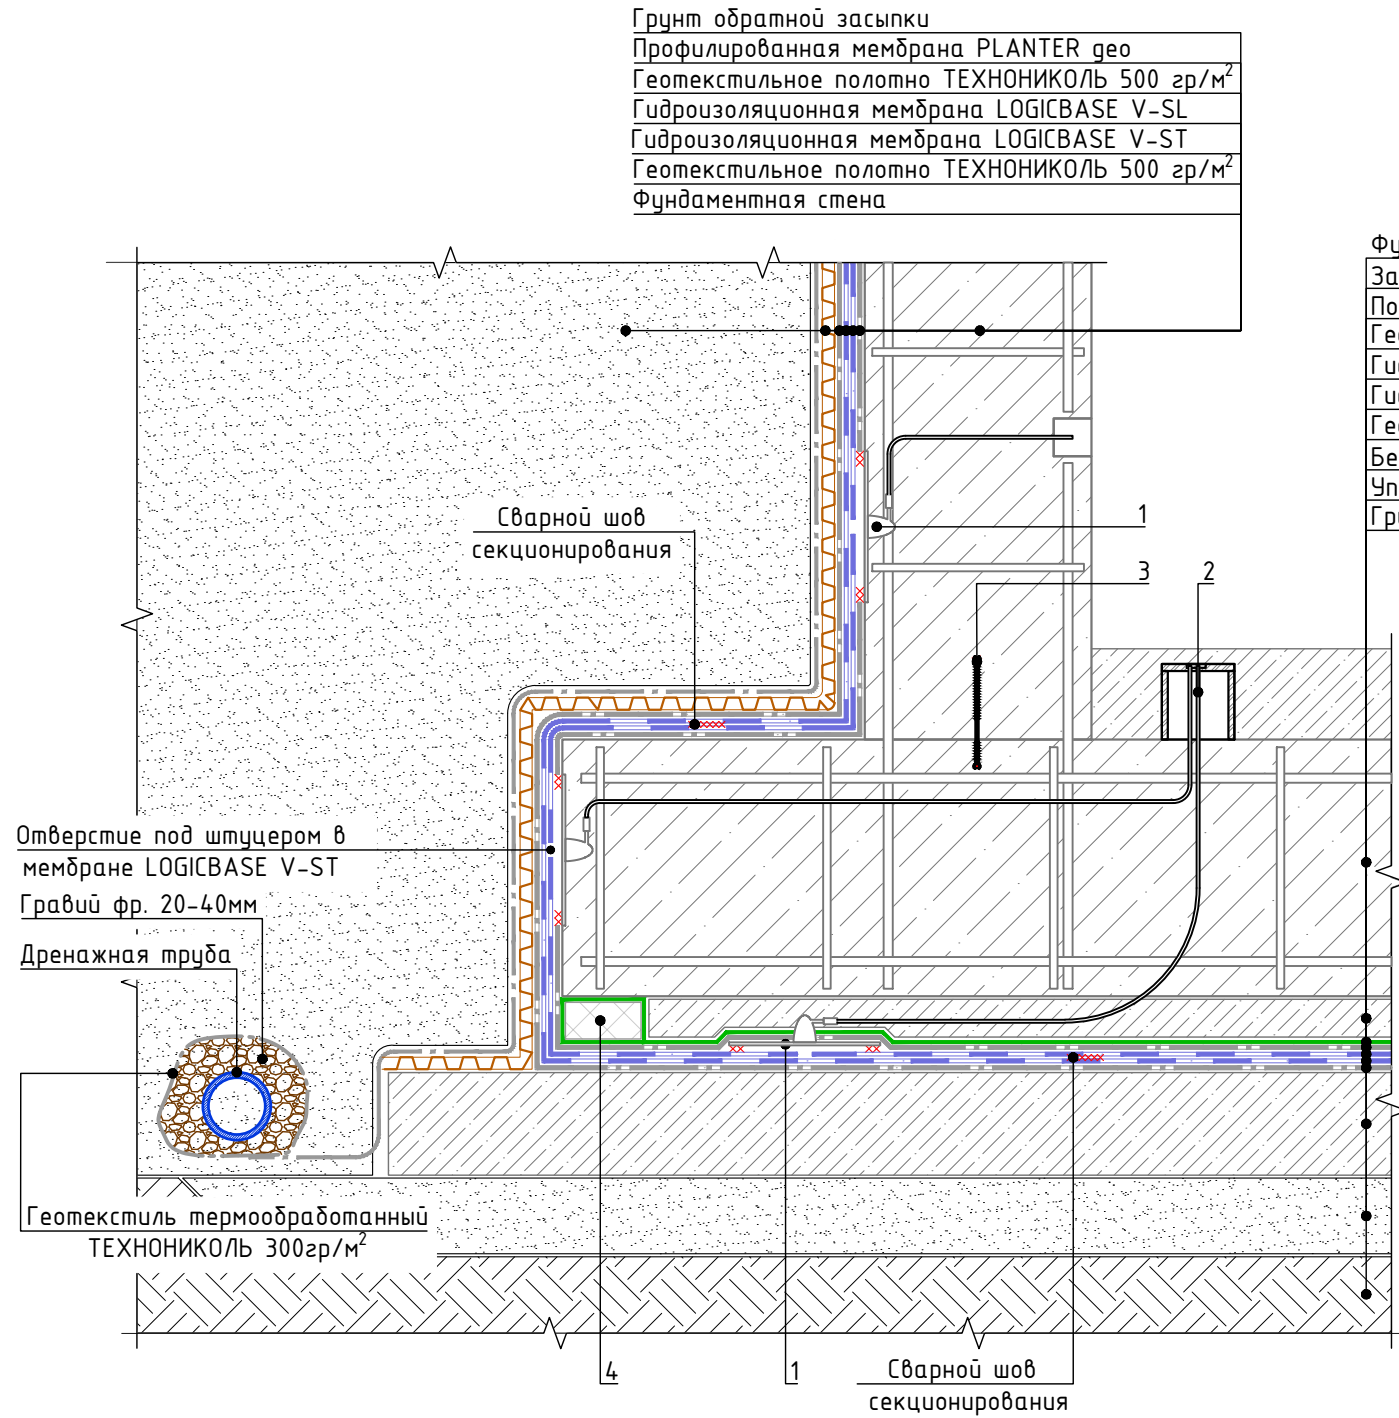 Грунт обратной засыпки
Профилированная мембрана PLANTER geo
Геотекстильное полотно ТЕХНОНИКОЛЬ 500 гр/м²
Гидроизоляционная мембрана LOGICBASE V-SL
Гидроизоляционная мембрана LOGICBASE V-ST
Геотекстильное полотно ТЕХНОНИКОЛЬ 500 гр/м²
Фундаментная стена
Сварной шов
секционирования
1
3
2
Отверстие под штуцером в
мембране LOGICBASE V-ST
Гравий фр. 20-40мм
Дренажная труба
Геотекстиль термообработанный
ТЕХНОНИКОЛЬ 300гр/м²
4
1
Сварной шов
секционирования